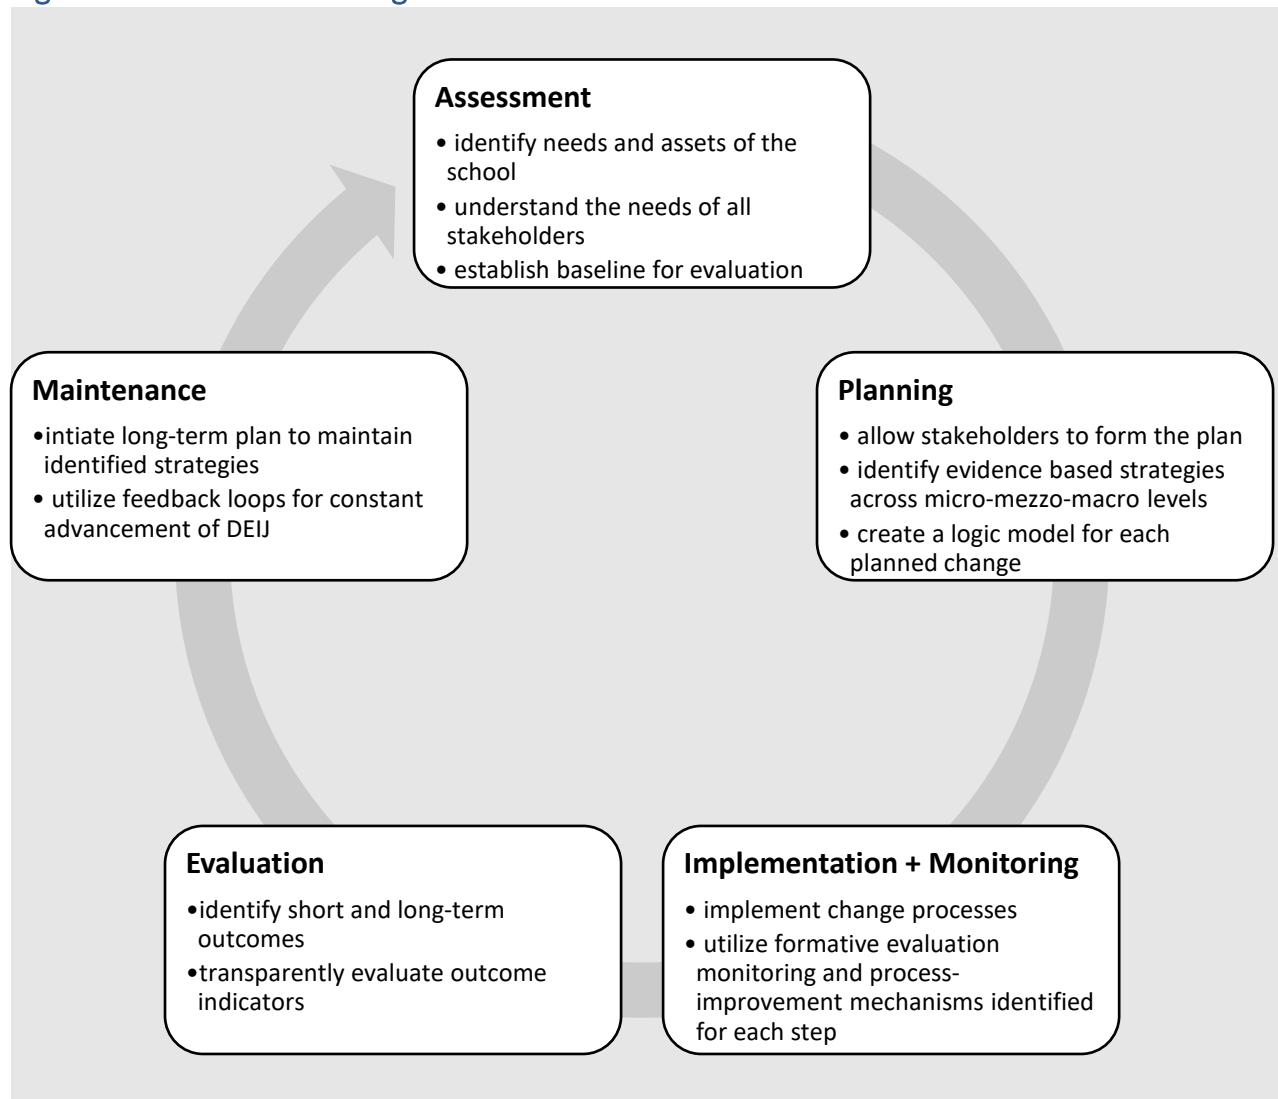 Assessment
• identify needs and assets of the
school
• understand the needs of all
stakeholders
• establish baseline for evaluation
Planning
• allow stakeholders to form the plan
• identify evidence based strategies
across micro-mezzo-macro levels
• create a logic model for each
planned change
Implementation + Monitoring
• implement change processes
• utilize formative evaluation
monitoring and process-
improvement mechanisms identified
for each step
Evaluation
•identify short and long-term
outcomes
•transparently evaluate outcome
indicators
Maintenance
•intiate long-term plan to maintain
identified strategies
• utilize feedback loops for constant
advancement of DEIJ